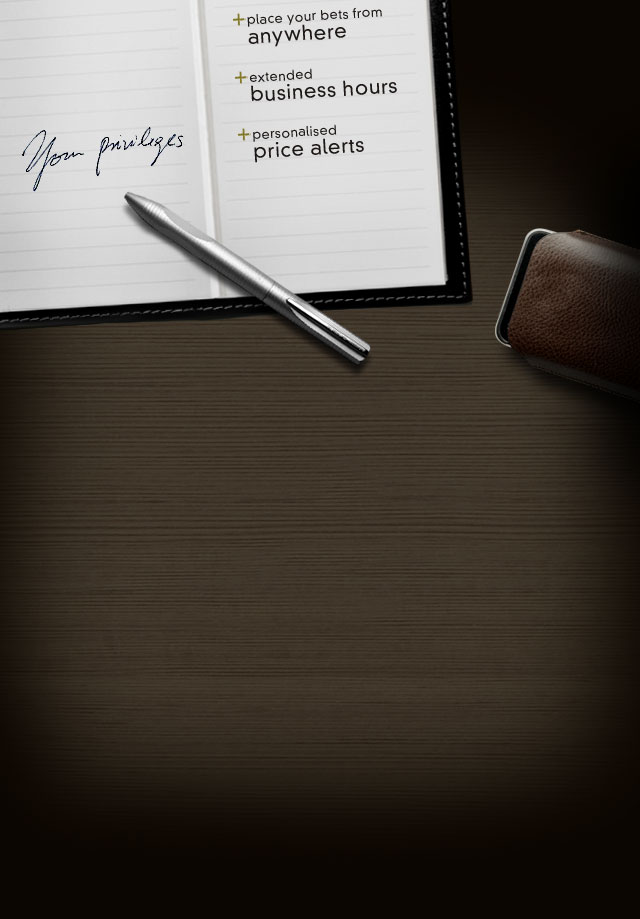 Your privileges
+place your bets from
anywhere
+extended
business hours
+personalised
price alerts